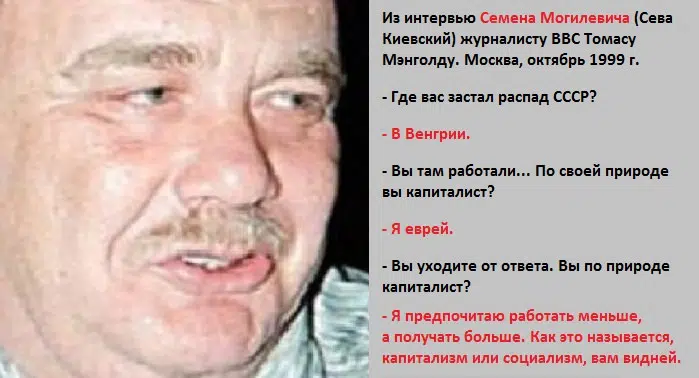 Из интервью Семена Могилевича (Сева
Киевский) журналисту BBC Томасу
Мэнголду. Москва, октябрь 1999 г.
- Где вас застал распад СССР?
- В Венгрии.
- Вы там работали... По своей природе
вы капиталист?
- Я еврей.
- Вы уходите от ответа. Вы по природе
капиталист?
- Я предпочитаю работать меньше,
а получать больше. Как это называется,
капитализм или социализм, вам видней.